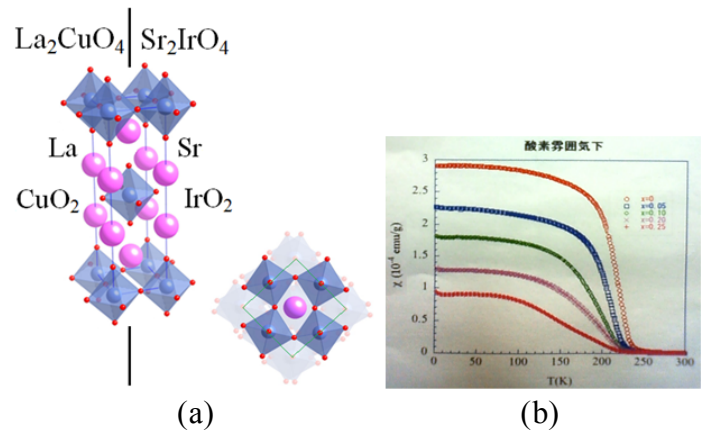 La₂CuO₄ Sr₂IrO₄
La Sr
CuO₂ IrO₂
(a)
酸素雰囲気下
χ (10⁻⁴ emu/g)
3
2.5
2
1.5
1
0.5
0
x=0
x=0.05
x=0.10
x=0.20
x=0.25
0 50 100 150 200 250 300
T(K)
(b)